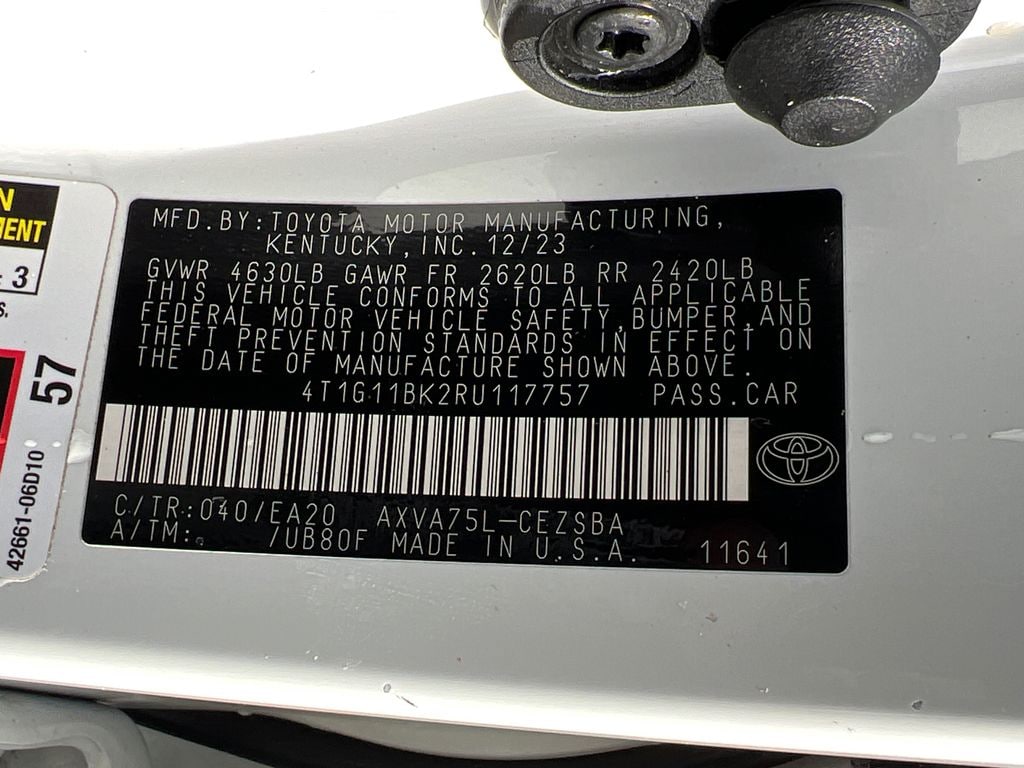 N
MENT
: 3
s.
57
42661-06D10
MFD.BY:TOYOTA MOTOR MANUFACTURING,
KENTUCKY,INC.12/23
GVWR 4630LB GAWR FR 2620LB RR 2420LB
THIS VEHICLE CONFORMS TO ALL APPLICABLE
FEDERAL MOTOR VEHICLE SAFETY,BUMPER,AND
THEFT PREVENTION STANDARDS IN EFFECT ON
THE DATE OF MANUFACTURE SHOWN ABOVE.
4T1G11BK2RU117757 PASS.CAR
C/TR:040/EA20 AXVA75L-CEZSBA
A/TM: /UB80F MADE IN U.S.A. 11641